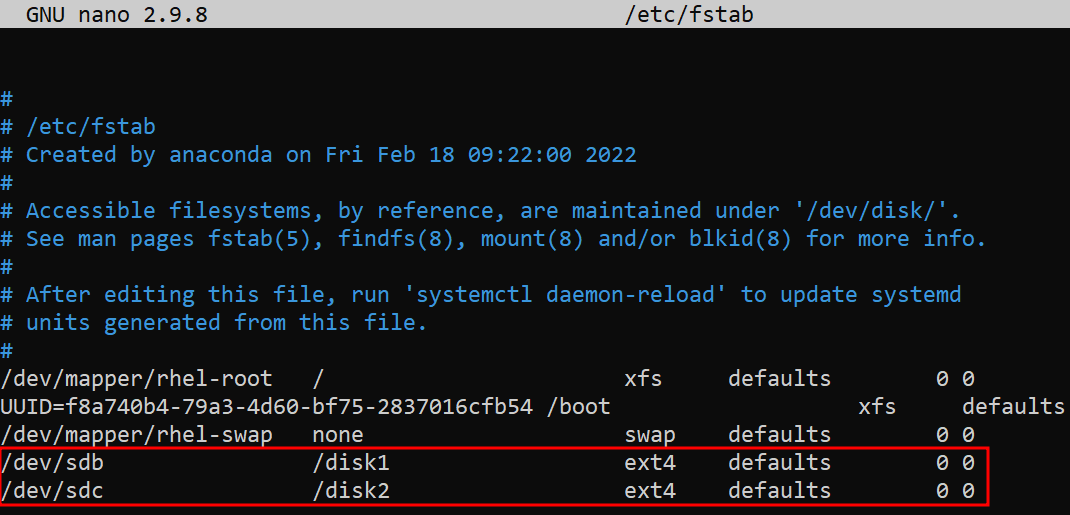 GNU nano 2.9.8 /etc/fstab
#
# /etc/fstab
# Created by anaconda on Fri Feb 18 09:22:00 2022
#
# Accessible filesystems, by reference, are maintained under '/dev/disk/'.
# See man pages fstab(5), findfs(8), mount(8) and/or blkid(8) for more info.
#
# After editing this file, run 'systemctl daemon-reload' to update systemd
# units generated from this file.
#
/dev/mapper/rhel-root / xfs defaults 0 0
UUID=f8a740b4-79a3-4d60-bf75-2837016cfb54 /boot xfs defaults
/dev/mapper/rhel-swap none swap defaults 0 0
/dev/sdb /disk1 ext4 defaults 0 0
/dev/sdc /disk2 ext4 defaults 0 0